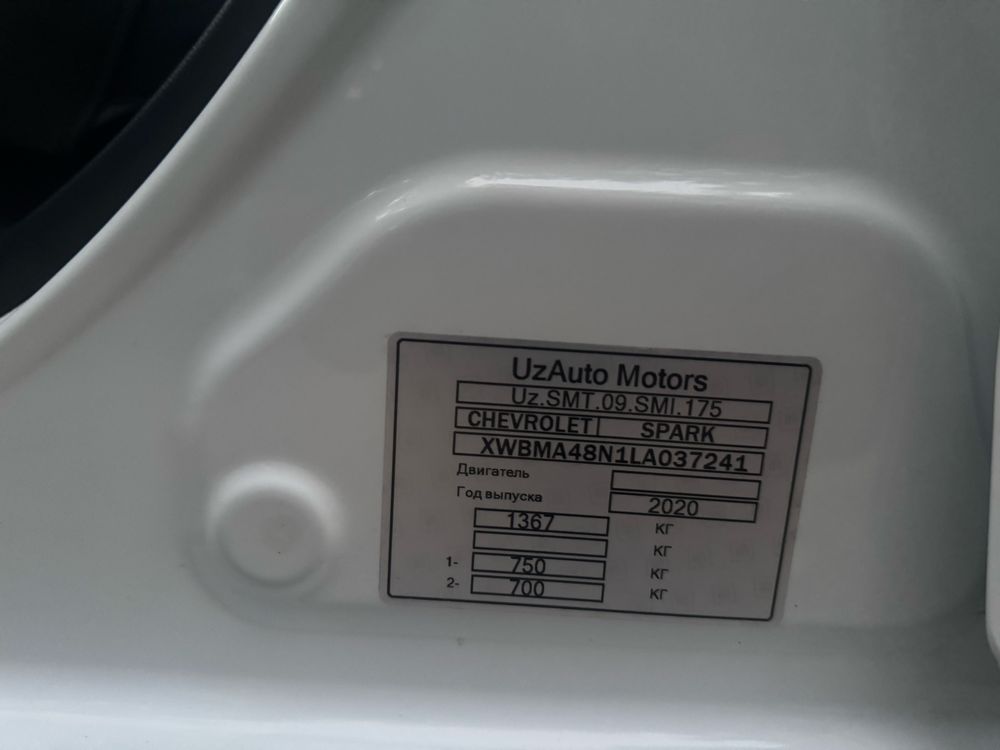 UzAuto Motors
Uz.SMT.09.SMI.175
CHEVROLET SPARK
XWBMA48N1LA037241
Двигатель
Год выпуска 2020
1367 КГ
КГ
1- 750 КГ
2- 700 КГ